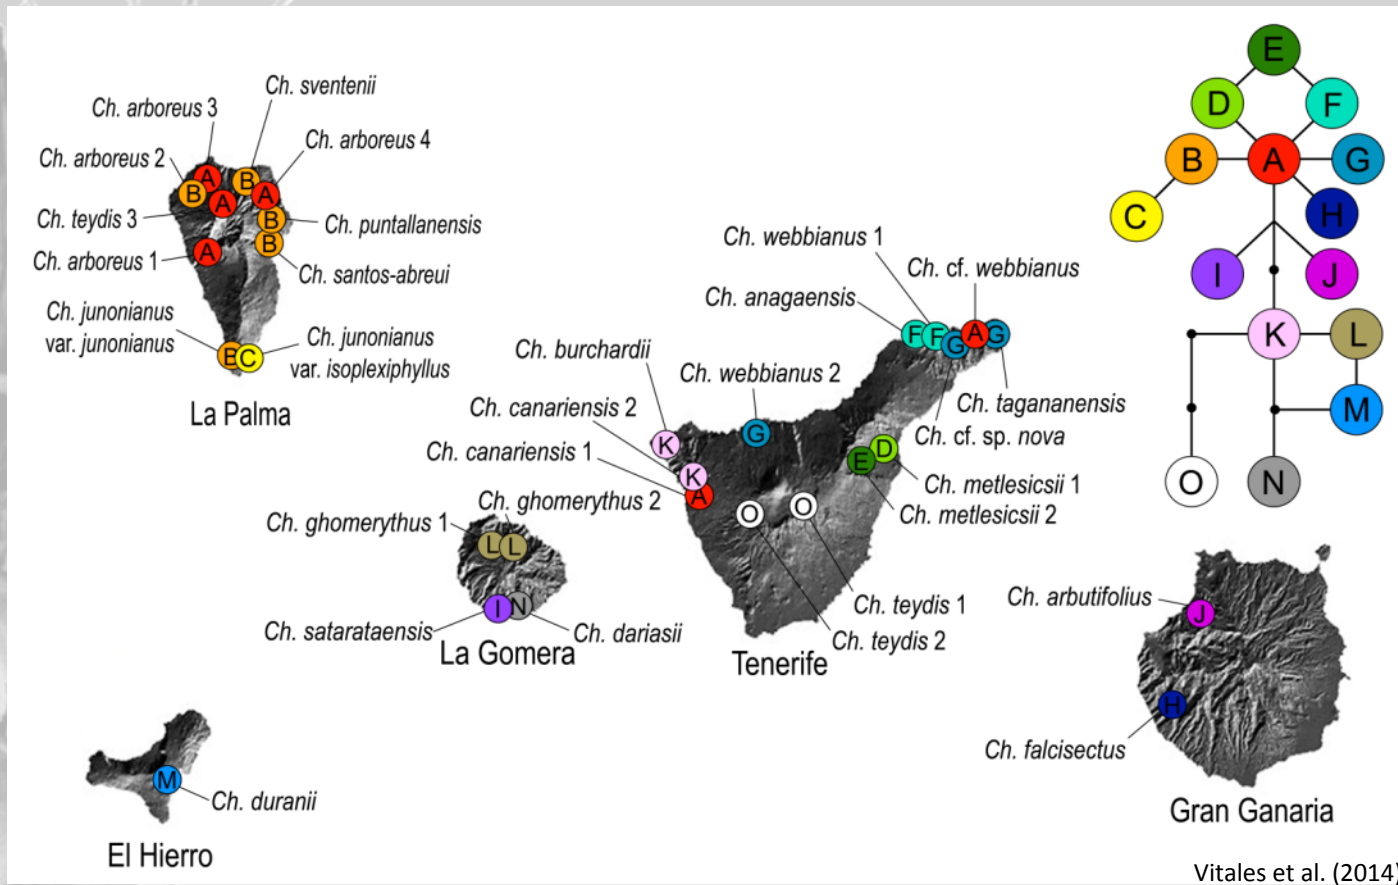 Ch. sventenii
Ch. arboreus 3
Ch. arboreus 4
Ch. arboreus 2
A
B
B
A
A
Ch. teydis 3
B
Ch. puntallanensis
Ch. arboreus 1
A
B
Ch. santos-abreui
Ch. junonianus
var. junonianus
B
C
Ch. junonianus
var. isoplexiphyllus
La Palma
Ch. webbianus 1
Ch. cf. webbianus
Ch. anagaensis
F
F
G
A
G
Ch. burchardii
Ch. webbianus 2
Ch. canariensis 2
Ch. tagananensis
Ch. cf. sp. nova
Ch. canariensis 1
K
G
K
A
E
D
Ch. metlesicsii 1
Ch. metlesicsii 2
O
O
Ch. teydis 1
Ch. teydis 2
Tenerife
Ch. ghomerythus 2
Ch. ghomerythus 1
L
L
I
N
Ch. satarataensis
Ch. dariasii
La Gomera
M
Ch. duranii
El Hierro
Ch. arbutifolius
J
H
Ch. falcisectus
Gran Ganaria
E
D
F
B
A
G
C
H
I
J
K
L
M
O
N
Vitales et al. (2014)